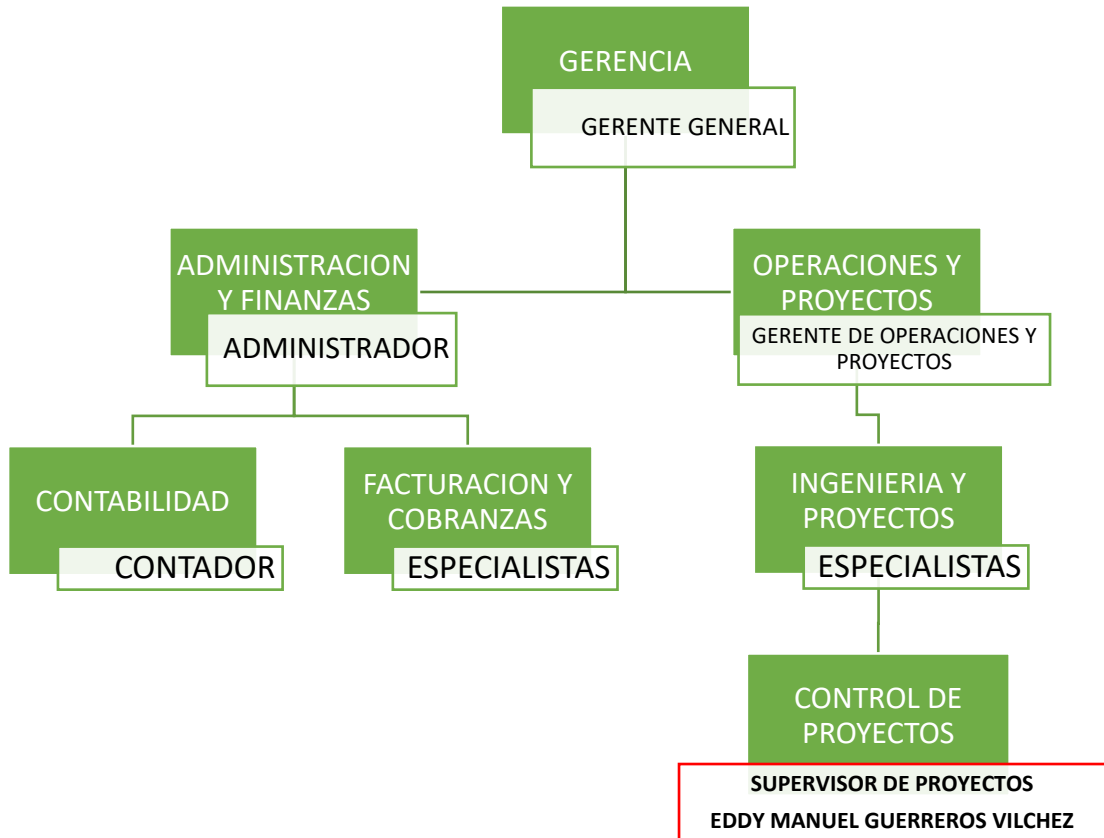 GERENCIA
GERENTE GENERAL
ADMINISTRACION
Y FINANZAS
ADMINISTRADOR
OPERACIONES Y
PROYECTOS
GERENTE DE OPERACIONES Y
PROYECTOS
CONTABILIDAD
CONTADOR
FACTURACION Y
COBRANZAS
ESPECIALISTAS
INGENIERIA Y
PROYECTOS
ESPECIALISTAS
CONTROL DE
PROYECTOS
SUPERVISOR DE PROYECTOS
EDDY MANUEL GUERREROS VILCHEZ